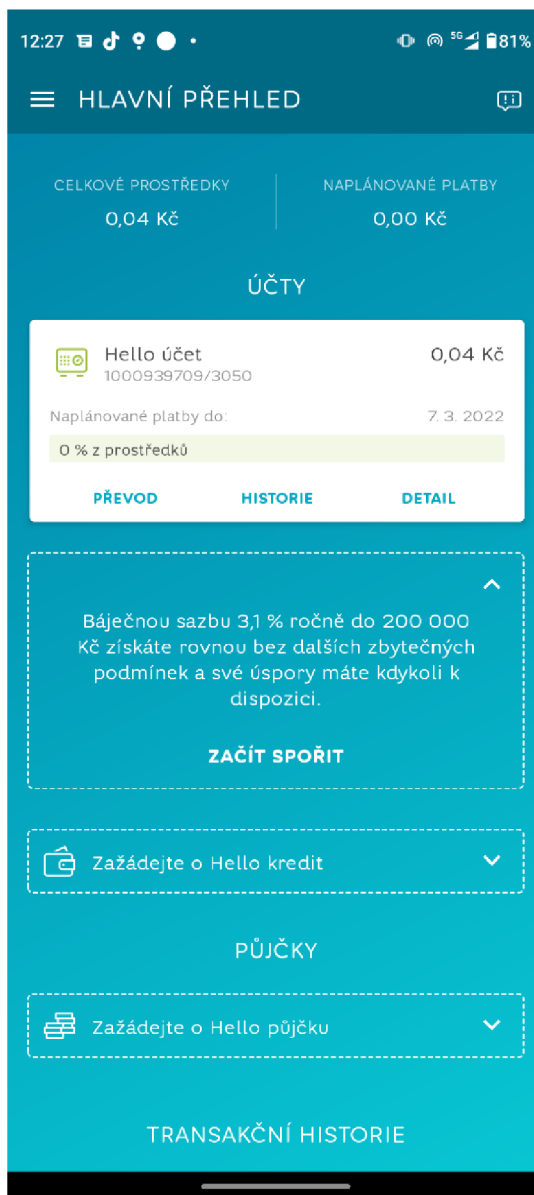 12:27
5G
81%
HLAVNÍ PŘEHLED
CELKOVÉ PROSTŘEDKY
NAPLÁNOVANÉ PLATBY
0,04 Kč
0,00 Kč
ÚČTY
Hello účet
0,04 Kč
1000939709/3050
Naplánované platby do:
7. 3. 2022
0 % z prostředků
PŘEVOD
HISTORIE
DETAIL
Báječnou sazbu 3,1 % ročně do 200 000
Kč získáte rovnou bez dalších zbytečných
podmínek a své úspory máte kdykoli k
dispozici.
ZAČÍT SPOŘIT
Zažádejte o Hello kredit
PŮJČKY
Zažádejte o Hello půjčku
TRANSAKČNÍ HISTORIE